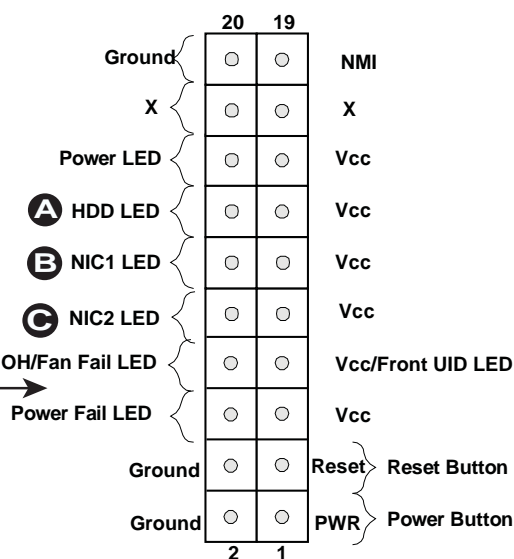 20 19
Ground NMI
X X
Power LED Vcc
A HDD LED Vcc
B NIC1 LED Vcc
C NIC2 LED Vcc
OH/Fan Fail LED Vcc/Front UID LED
Power Fail LED Vcc
Ground Reset Reset Button
Ground PWR Power Button
2 1